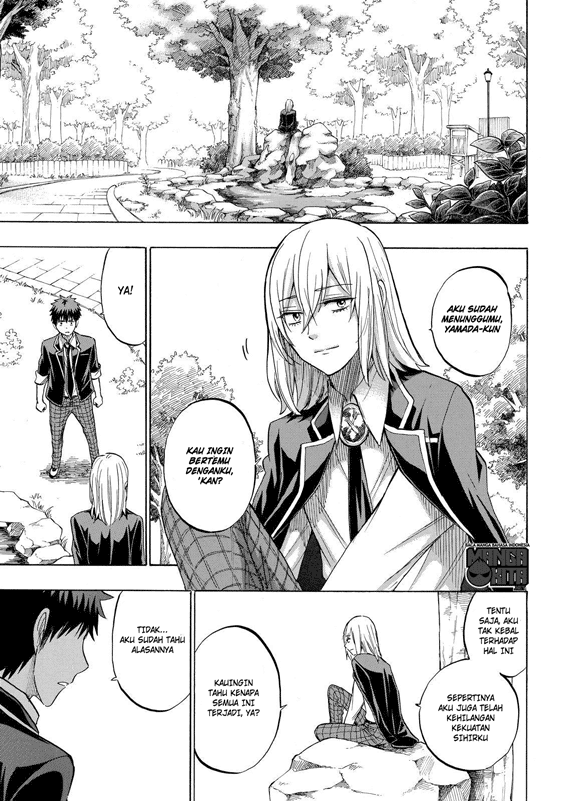 AKU SUDAH
MENUNGGUMU,
YAMADA-KUN
KAU INGIN
BERTEMU
DENGANKU,
'KAN?
YA!
TENTU
SAJA, AKU
TAK KEBAL
TERHADAP
HAL INI
SEPERTINYA
AKU JUGA TELAH
KEHILANGAN
KEKUATAN
SIHIRKU
KAUINGIN
TAHU KENAPA
SEMUA INI
TERJADI, YA?
TIDAK...
AKU SUDAH TAHU
ALASANNYA